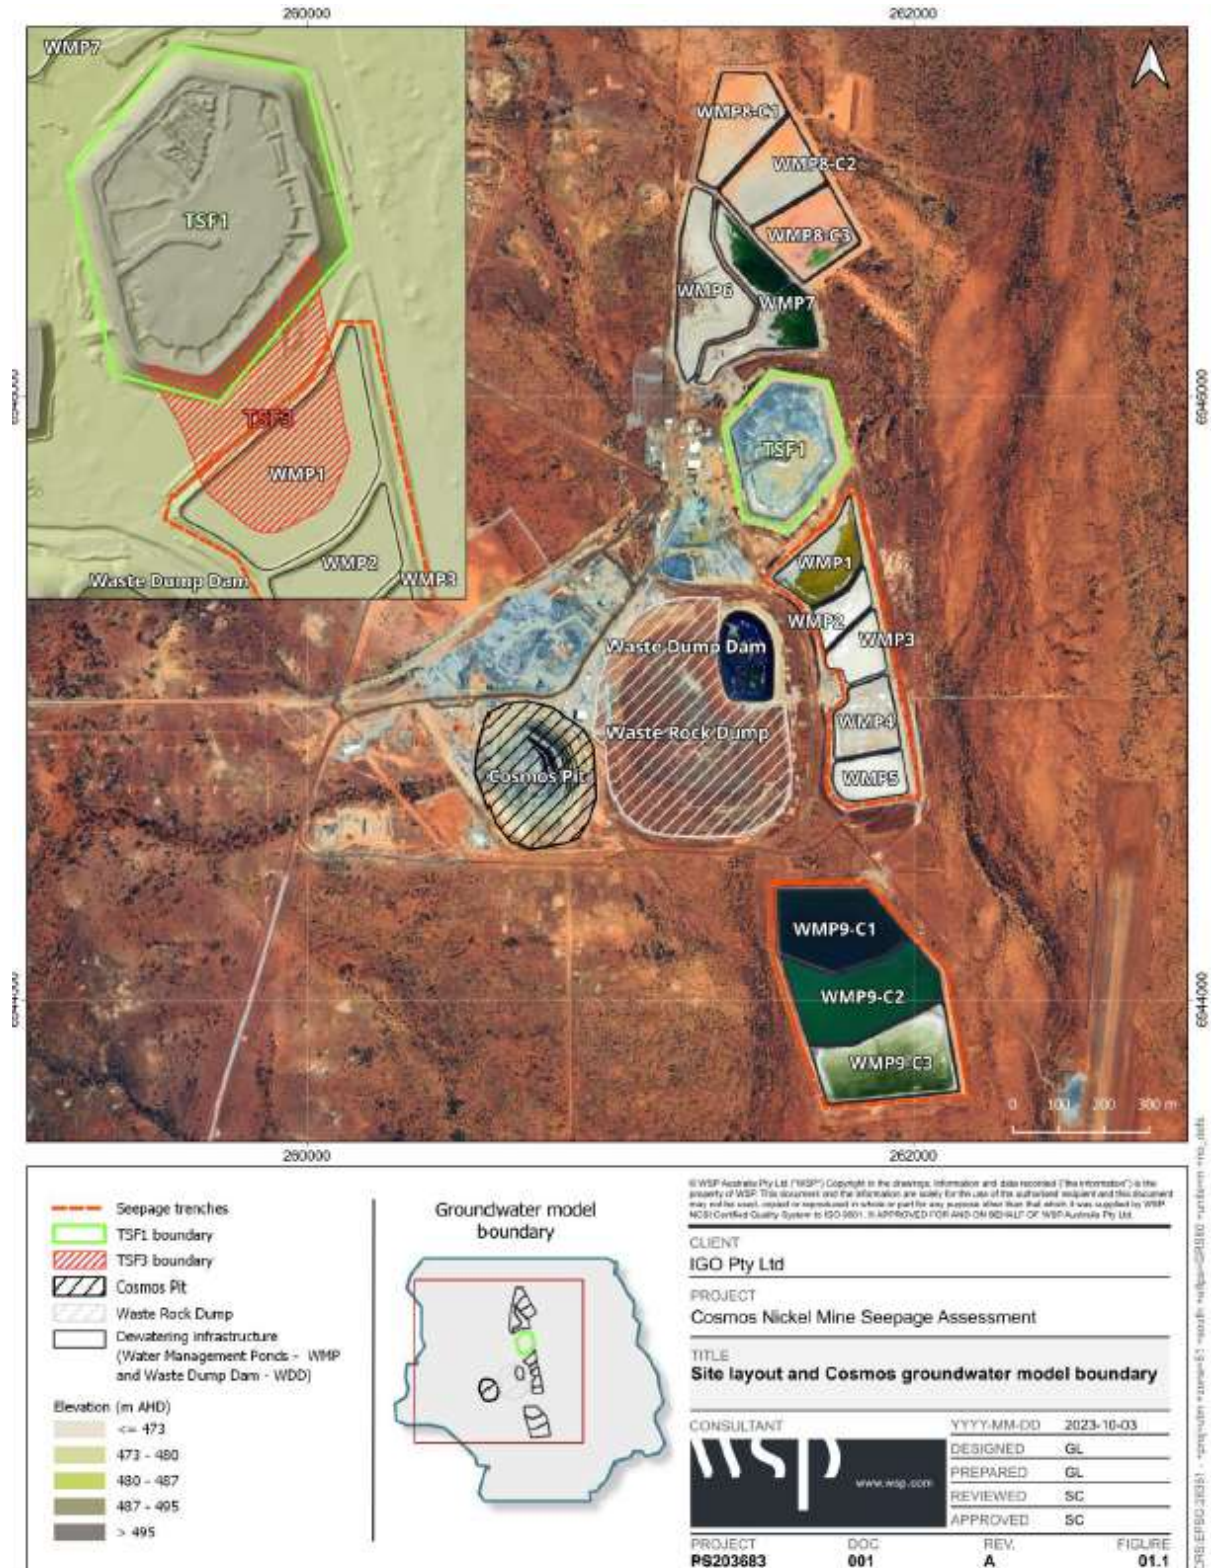 260000
262000
WMP7
TSF1
TSF3
WMP1
WMP2
Waste Dump Dam
WMP3
WMP8-C1
WMP8-C2
WMP8-C3
WMP6
WMP7
6946000
TSF1
WMP1
WMP2
WMP3
Waste Dump Dam
Waste Rock Dump
WMP4
Cosmos Pit
WMP5
WMP9-C1
WMP9-C2
6944000
WMP9-C3
0 100 200 300 m
260000
262000
Seepage trenches
TSF1 boundary
TSF3 boundary
Cosmos Pit
Waste Rock Dump
Dewatering infrastructure
(Water Management Ponds - WMP
and Waste Dump Dam - WDD)
Elevation (m AHD)
<= 473
473 - 480
480 - 487
487 - 495
> 495
Groundwater model
boundary
CLIENT
IGO Pty Ltd
PROJECT
Cosmos Nickel Mine Seepage Assessment
TITLE
Site layout and Cosmos groundwater model boundary
CONSULTANT
wsp
www.wsp.com
YYYY-MM-DD 2023-10-03
DESIGNED GL
PREPARED GL
REVIEWED SC
APPROVED SC
PROJECT DOC REV. FIGURE
PS203683 001 A 01.1